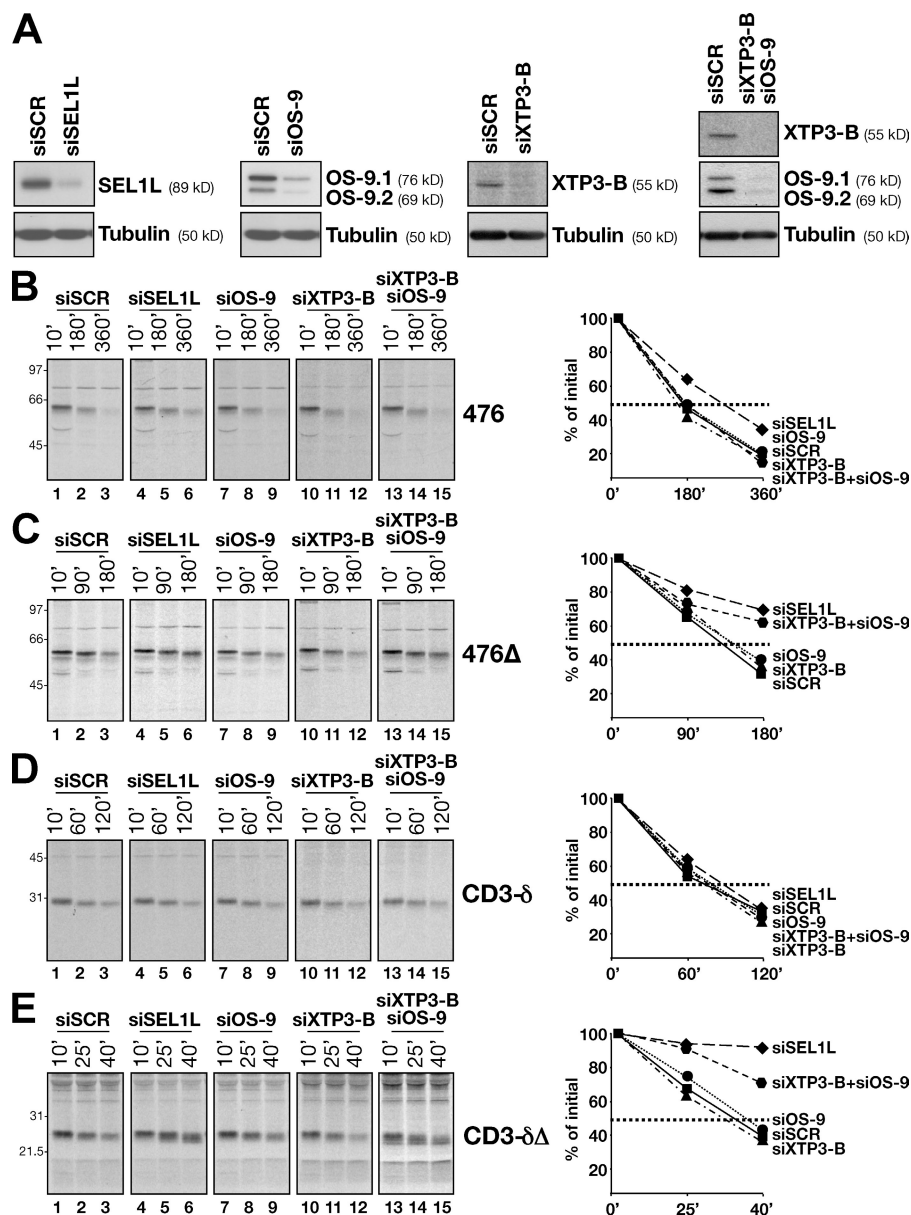 A
siSCR
siSEL1L
SEL1L (89 kD)
Tubulin (50 kD)
siSCR
siOS-9
OS-9.1 (76 kD)
OS-9.2 (69 kD)
Tubulin (50 kD)
siSCR
siXTP3-B
XTP3-B (55 kD)
Tubulin (50 kD)
siSCR
siXTP3-B
siOS-9
XTP3-B (55 kD)
OS-9.1 (76 kD)
OS-9.2 (69 kD)
Tubulin (50 kD)
B
siSCR siSEL1L siOS-9 siXTP3-B siXTP3-B
siOS-9
10' 180' 360' 10' 180' 360' 10' 180' 360' 10' 180' 360' 10' 180' 360'
97
66
45
476
1 2 3 4 5 6 7 8 9 10 11 12 13 14 15
% of initial
100
80
60
40
20
0' 180' 360'
siSEL1L
siOS-9
siSCR
siXTP3-B
siXTP3-B+siOS-9
C
siSCR siSEL1L siOS-9 siXTP3-B siXTP3-B
siOS-9
10' 90' 180' 10' 90' 180' 10' 90' 180' 10' 90' 180' 10' 90' 180'
97
66
45
476Δ
1 2 3 4 5 6 7 8 9 10 11 12 13 14 15
% of initial
100
80
60
40
20
0' 90' 180'
siSEL1L
siXTP3-B+siOS-9
siOS-9
siXTP3-B
siSCR
D
siSCR siSEL1L siOS-9 siXTP3-B siXTP3-B
siOS-9
10' 60' 120' 10' 60' 120' 10' 60' 120' 10' 60' 120' 10' 60' 120'
45
31
CD3-δ
1 2 3 4 5 6 7 8 9 10 11 12 13 14 15
% of initial
100
80
60
40
20
0' 60' 120'
siSEL1L
siSCR
siOS-9
siXTP3-B+siOS-9
siXTP3-B
E
siSCR siSEL1L siOS-9 siXTP3-B siXTP3-B
siOS-9
10' 25' 40' 10' 25' 40' 10' 25' 40' 10' 25' 40' 10' 25' 40'
31
21.5
CD3-δΔ
1 2 3 4 5 6 7 8 9 10 11 12 13 14 15
% of initial
100
80
60
40
20
0' 25' 40'
siSEL1L
siXTP3-B+siOS-9
siOS-9
siSCR
siXTP3-B